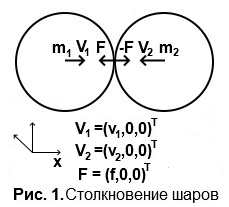 m₁ V₁ F -F V₂ m₂
x
V₁ =(v₁,0,0)ᵀ
V₂ =(v₂,0,0)ᵀ
F = (f,0,0)ᵀ
Рис. 1.Столкновение шаров